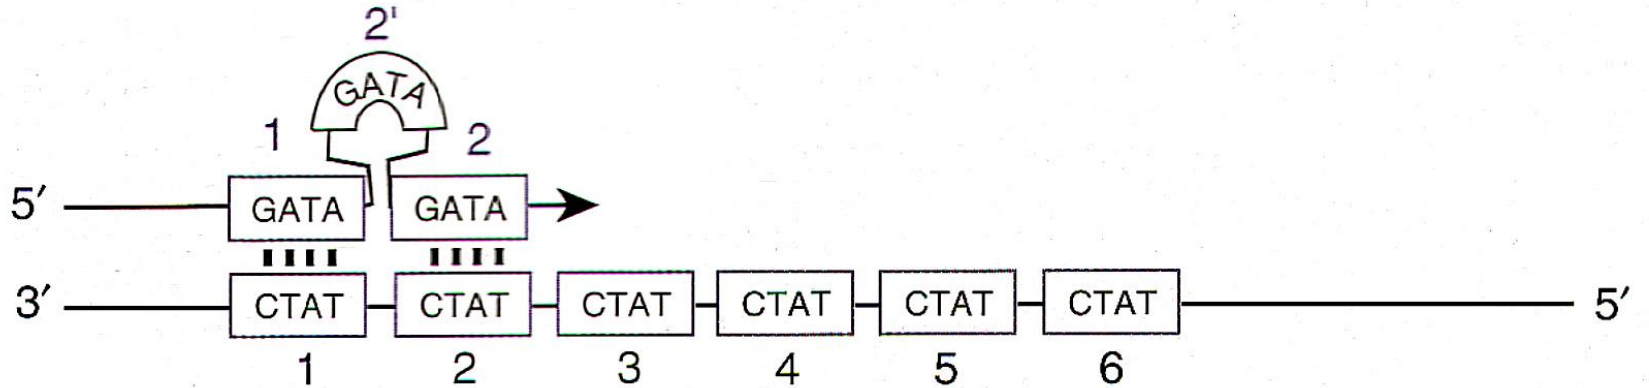 2'
GATA
1 2
5' GATA GATA
3' CTAT CTAT CTAT CTAT CTAT CTAT 5'
1 2 3 4 5 6